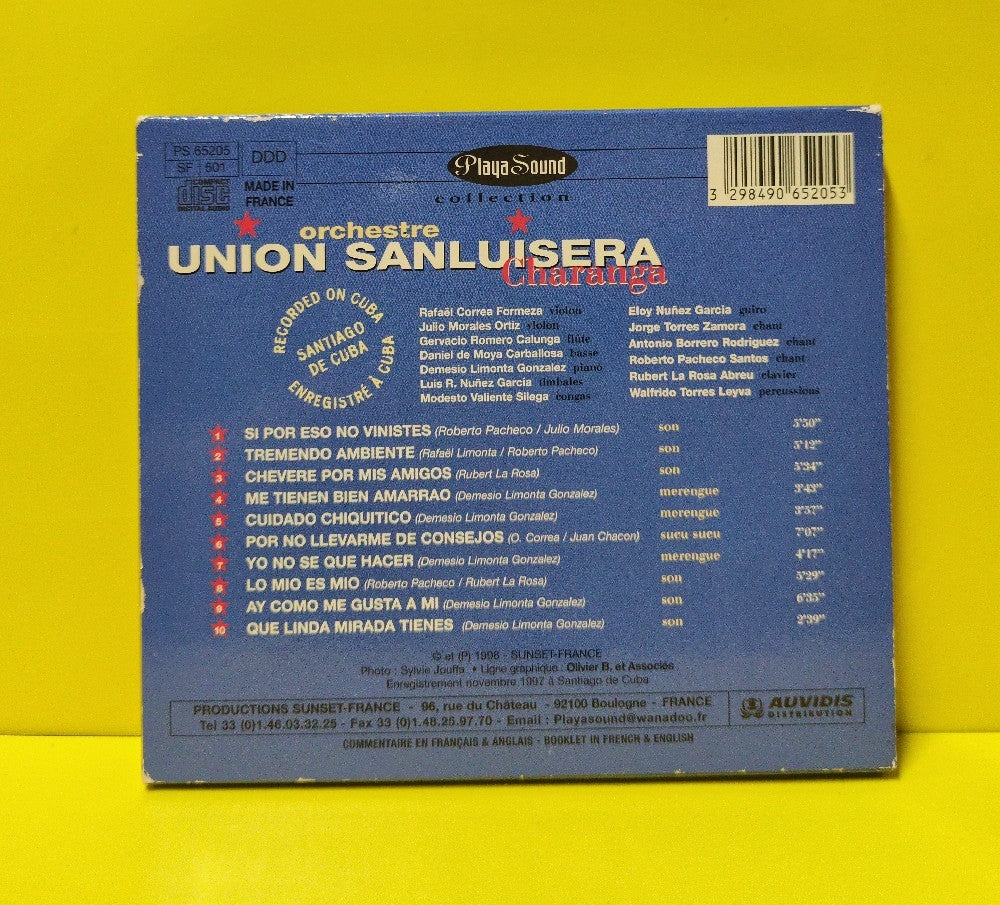 PS 65205
SF 501
DDD
COMPACT
disc
DIGITAL AUDIO
MADE IN
FRANCE
Playa Sound
collection
3 298490 652053
orchestre
UNION SANLUISERA
Charanga
RECORDED ON CUBA
SANTIAGO
DE CUBA
ENREGISTRÉ À CUBA
Rafaël Correa Formeza violon
Julio Morales Ortiz violon
Gervacio Romero Calunga flûte
Daniel de Moya Carballosa basse
Demesio Limonta Gonzalez piano
Luis R. Nuñez Garcia timbales
Modesto Valiente Silega congas
Eloy Nuñez Garcia guiro
Jorge Torres Zamora chant
Antonio Borrero Rodriguez chant
Roberto Pacheco Santos chant
Rubert La Rosa Abreu clavier
Walfrido Torres Leyva percussions
1 SI POR ESO NO VINISTES (Roberto Pacheco / Julio Morales) son 5'50"
2 TREMENDO AMBIENTE (Rafaël Limonta / Roberto Pacheco) son 5'12"
3 CHEVERE POR MIS AMIGOS (Rubert La Rosa) son 5'34"
4 ME TIENEN BIEN AMARRAO (Demesio Limonta Gonzalez) merengue 3'43"
5 CUIDADO CHIQUITICO (Demesio Limonta Gonzalez) merengue 3'57"
6 POR NO LLEVARME DE CONSEJOS (O. Correa / Juan Chacon) sucu sucu 7'07"
7 YO NO SE QUE HACER (Demesio Limonta Gonzalez) merengue 4'17"
8 LO MIO ES MIO (Roberto Pacheco / Rubert La Rosa) son 5'29"
9 AY COMO ME GUSTA A MI (Demesio Limonta Gonzalez) son 6'35"
10 QUE LINDA MIRADA TIENES (Demesio Limonta Gonzalez) son 2'39"
© et (P) 1998 - SUNSET-FRANCE
Photo : Sylvie Jouffa • Ligne graphique : Olivier B. et Associés
Enregistrement novembre 1997 à Santiago de Cuba
PRODUCTIONS SUNSET-FRANCE - 96, rue du Château - 92100 Boulogne - FRANCE
Tel 33 (0)1.46.03.32.25 - Fax 33 (0)1.48.25.97.70 - Email : Playasound@wanadoo.fr
AUVIDIS
DISTRIBUTION
COMMENTAIRE EN FRANÇAIS & ANGLAIS - BOOKLET IN FRENCH & ENGLISH